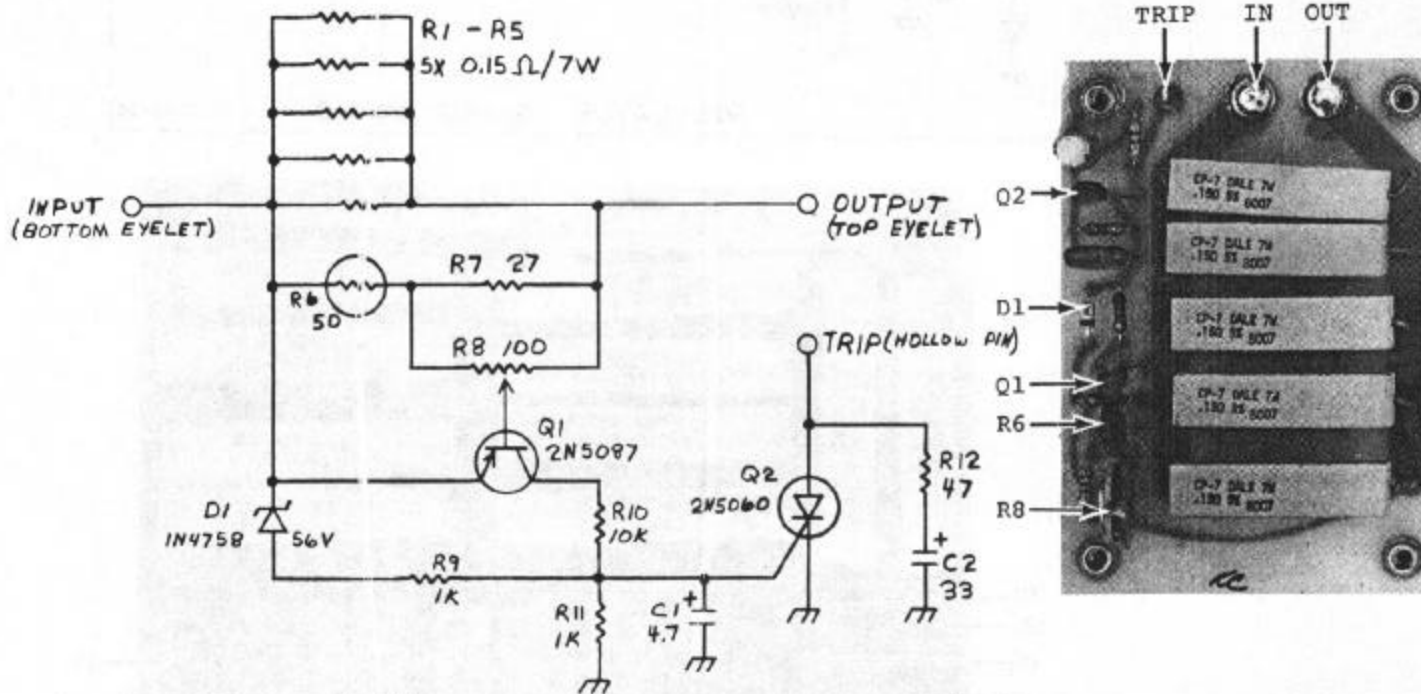 R1 - R5
5X 0.15 Ω/7W
INPUT
(BOTTOM EYELET)
OUTPUT
(TOP EYELET)
R6
50
R7 27
R8 100
TRIP (HOLLOW PIN)
Q1
2N5087
D1
1N4758
56V
R9
1K
R10
10K
R11
1K
C1 +
4.7
Q2
2N5060
R12
47
+
C2
33
TRIP IN OUT
Q2
D1
Q1
R6
R8
CP-7 DALE 7W
.150 5% 8007
CP-7 DALE 7W
.150 5% 8007
CP-7 DALE 7W
.150 5% 8007
CP-7 DALE 7W
.150 5% 8007
CP-7 DALE 7W
.150 5% 8007